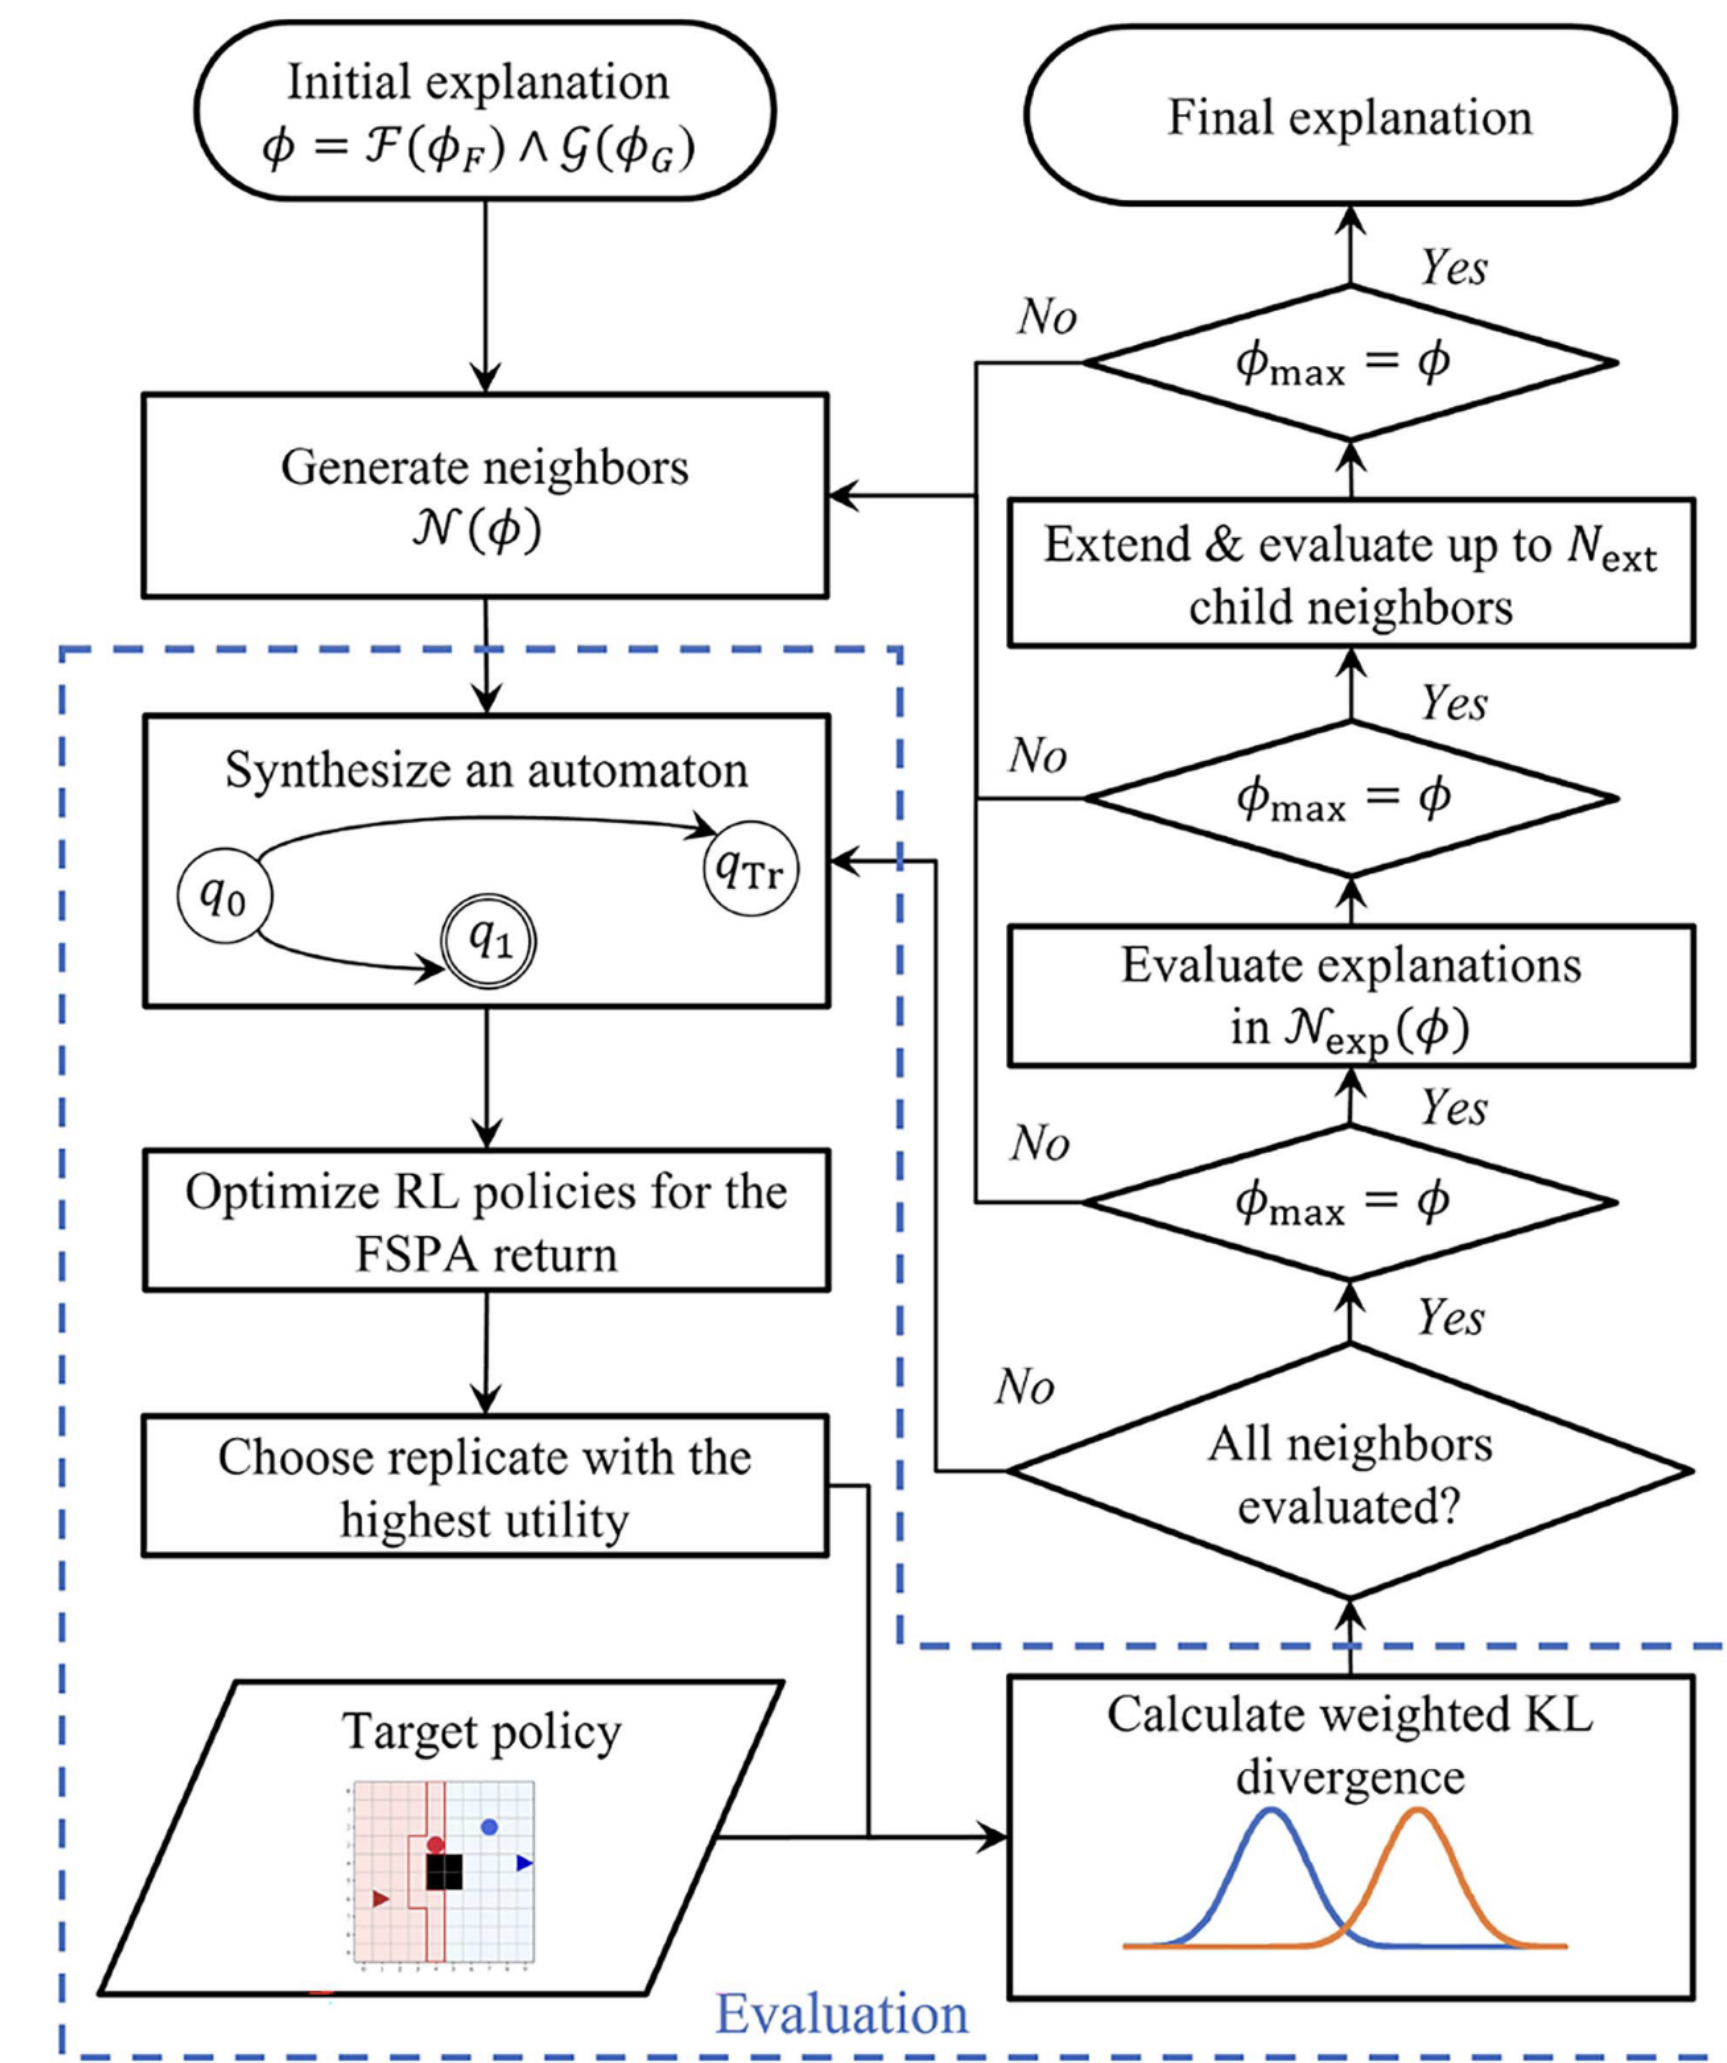 Initial explanation
ϕ = ℱ(ϕ_F) ∧ 𝒢(ϕ_G)
Generate neighbors
𝒩(ϕ)
Synthesize an automaton
q₀
q₁
q_Tr
Optimize RL policies for the
FSPA return
Choose replicate with the
highest utility
Target policy
Evaluation
Calculate weighted KL
divergence
All neighbors
evaluated?
No
Yes
ϕ_max = ϕ
No
Yes
Evaluate explanations
in 𝒩_exp(ϕ)
ϕ_max = ϕ
No
Yes
Extend & evaluate up to N_ext
child neighbors
ϕ_max = ϕ
No
Yes
Final explanation